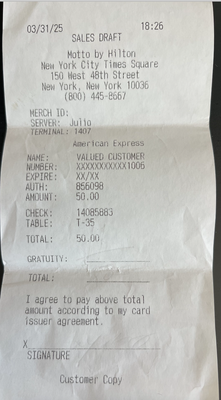 03/31/25 18:26
SALES DRAFT
Motto by Hilton
New York City Times Square
150 West 48th Street
New York, New York 10036
(800) 445-8667
MERCH ID:
SERVER: Julio
TERMINAL: 1407
American Express
NAME: VALUED CUSTOMER
NUMBER: XXXXXXXXXXX1006
EXPIRE: XX/XX
AUTH: 856098
AMOUNT: 50.00
CHECK: 14085883
TABLE: T-35
TOTAL: 50.00
GRATUITY:
TOTAL:
I agree to pay above total
amount according to my card
issuer agreement.
X
SIGNATURE
Customer Copy